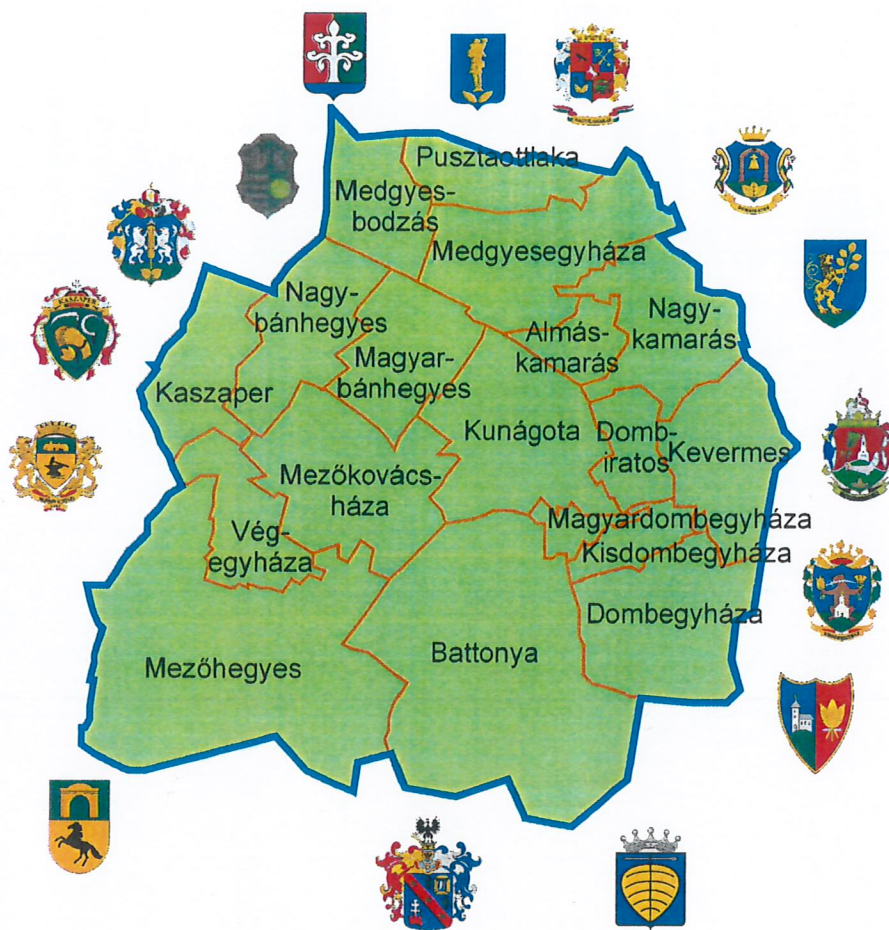 Pusztaottlaka
Medgyes-
bodzás
Medgyesegyháza
Nagy-
bánhegyes
Nagy-
kamarás
Almás-
kamarás
Magyar-
bánhegyes
Kaszaper
Kunágota
Domb-
iratos
Kevermes
Mezőkovács-
háza
Magyardombegyháza
Vég-
egyháza
Kisdombegyháza
Dombegyháza
Battonya
Mezőhegyes
KASZAPER